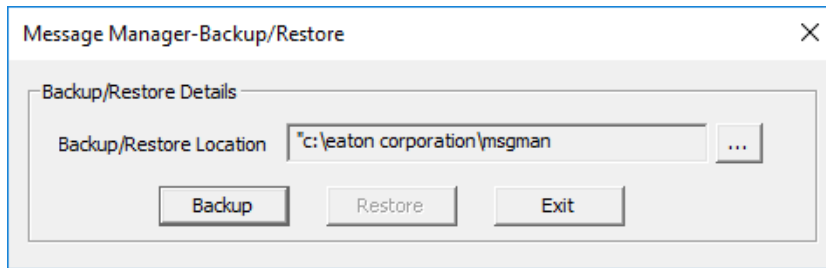 Message Manager-Backup/Restore
Backup/Restore Details
Backup/Restore Location "c:\eaton corporation\msgman ...
Backup Restore Exit